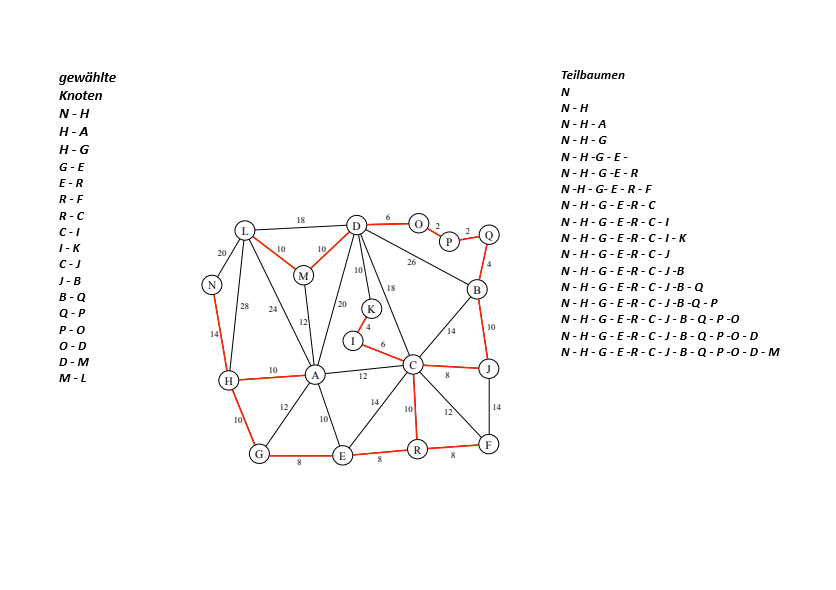 gewählte
Knoten
N - H
H - A
H - G
G - E
E - R
R - F
R - C
C - I
I - K
C - J
J - B
B - Q
Q - P
P - O
O - D
D - M
M - L
Teilbaumen
N
N - H
N - H - A
N - H - G
N - H -G - E -
N - H - G -E - R
N -H - G- E - R - F
N - H - G - E -R - C
N - H - G - E -R - C - I
N - H - G - E -R - C - I - K
N - H - G - E -R - C - J
N - H - G - E -R - C - J -B
N - H - G - E -R - C - J -B - Q
N - H - G - E -R - C - J -B -Q - P
N - H - G - E -R - C - J - B - Q - P -O
N - H - G - E -R - C - J - B - Q - P -O - D
N - H - G - E -R - C - J - B - Q - P -O - D - M
18
6
O
L
D
2
P
2
Q
20
10
10
10
26
4
N
M
18
B
28
24
20
K
14
12
4
14
10
I
6
H
10
A
12
C
8
J
10
12
10
14
10
12
14
G
8
E
8
R
8
F